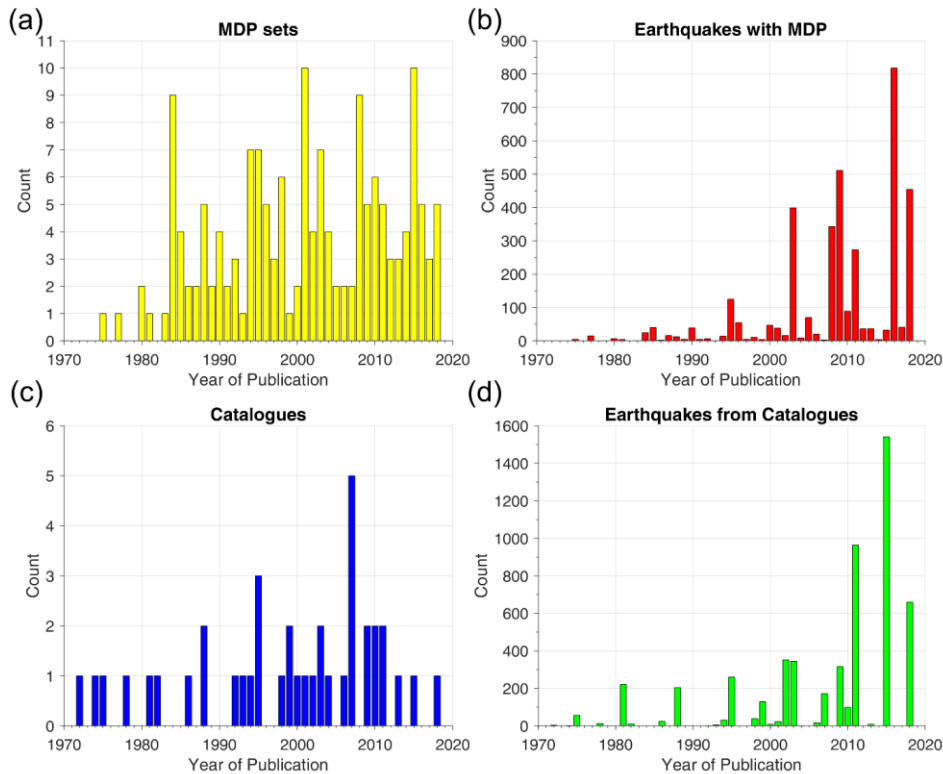 (a)
MDP sets
11
10
9
8
7
6
5
4
3
2
1
0
Count
1970 1980 1990 2000 2010 2020
Year of Publication
(b)
Earthquakes with MDP
900
800
700
600
500
400
300
200
100
0
Count
1970 1980 1990 2000 2010 2020
Year of Publication
(c)
Catalogues
6
5
4
3
2
1
0
Count
1970 1980 1990 2000 2010 2020
Year of Publication
(d)
Earthquakes from Catalogues
1600
1400
1200
1000
800
600
400
200
0
Count
1970 1980 1990 2000 2010 2020
Year of Publication